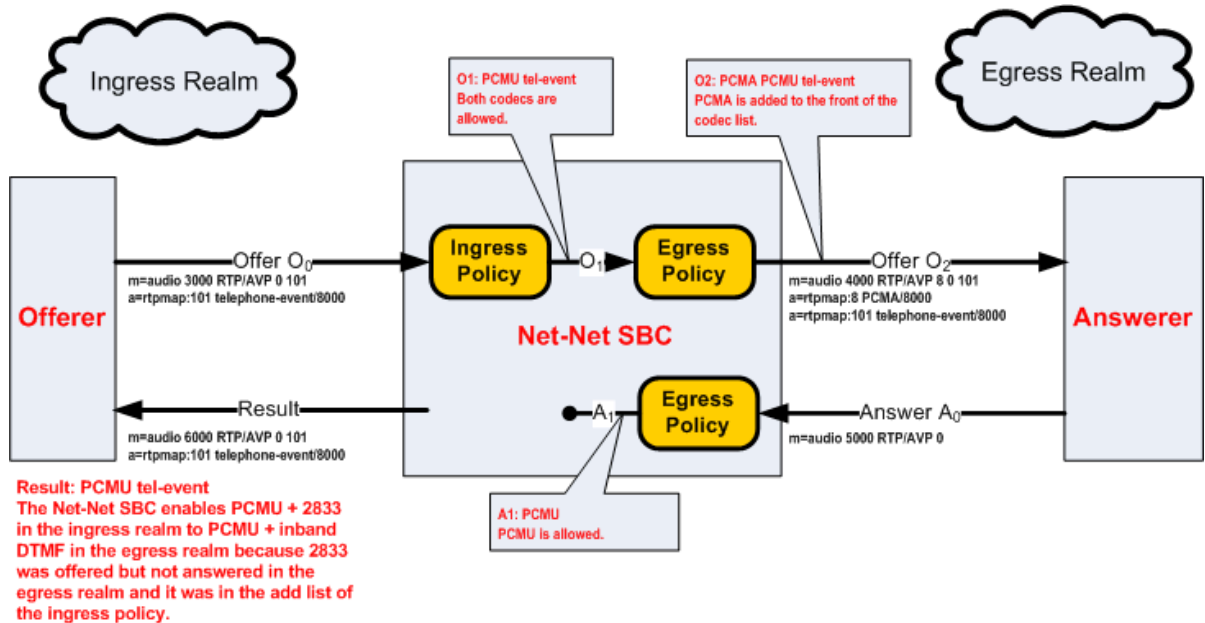 Ingress Realm
Egress Realm
O1: PCMU tel-event
Both codecs are
allowed.
O2: PCMA PCMU tel-event
PCMA is added to the front of the
codec list.
Offerer
Offer O0
m=audio 3000 RTP/AVP 0 101
a=rtpmap:101 telephone-event/8000
Ingress
Policy
O1
Egress
Policy
Offer O2
m=audio 4000 RTP/AVP 8 0 101
a=rtpmap:8 PCMA/8000
a=rtpmap:101 telephone-event/8000
Answerer
Net-Net SBC
Result
m=audio 6000 RTP/AVP 0 101
a=rtpmap:101 telephone-event/8000
A1
Egress
Policy
Answer A0
m=audio 5000 RTP/AVP 0
A1: PCMU
PCMU is allowed.
Result: PCMU tel-event
The Net-Net SBC enables PCMU + 2833
in the ingress realm to PCMU + inband
DTMF in the egress realm because 2833
was offered but not answered in the
egress realm and it was in the add list of
the ingress policy.